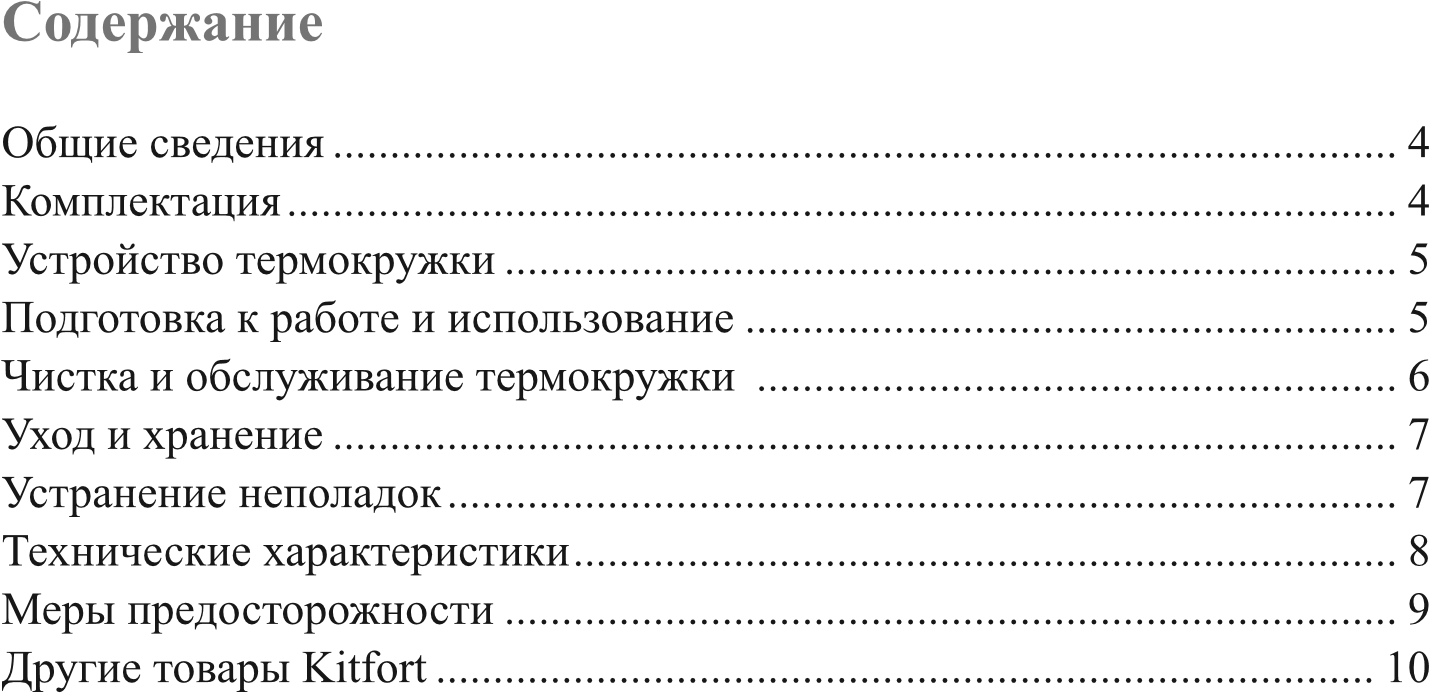 Содержание
Общие сведения ........................................................................................... 4
Комплектация ............................................................................................... 4
Устройство термокружки ............................................................................ 5
Подготовка к работе и использование ........................................................ 5
Чистка и обслуживание термокружки ....................................................... 6
Уход и хранение ........................................................................................... 7
Устранение неполадок ................................................................................. 7
Технические характеристики ...................................................................... 8
Меры предосторожности ............................................................................ 9
Другие товары Kitfort ................................................................................ 10